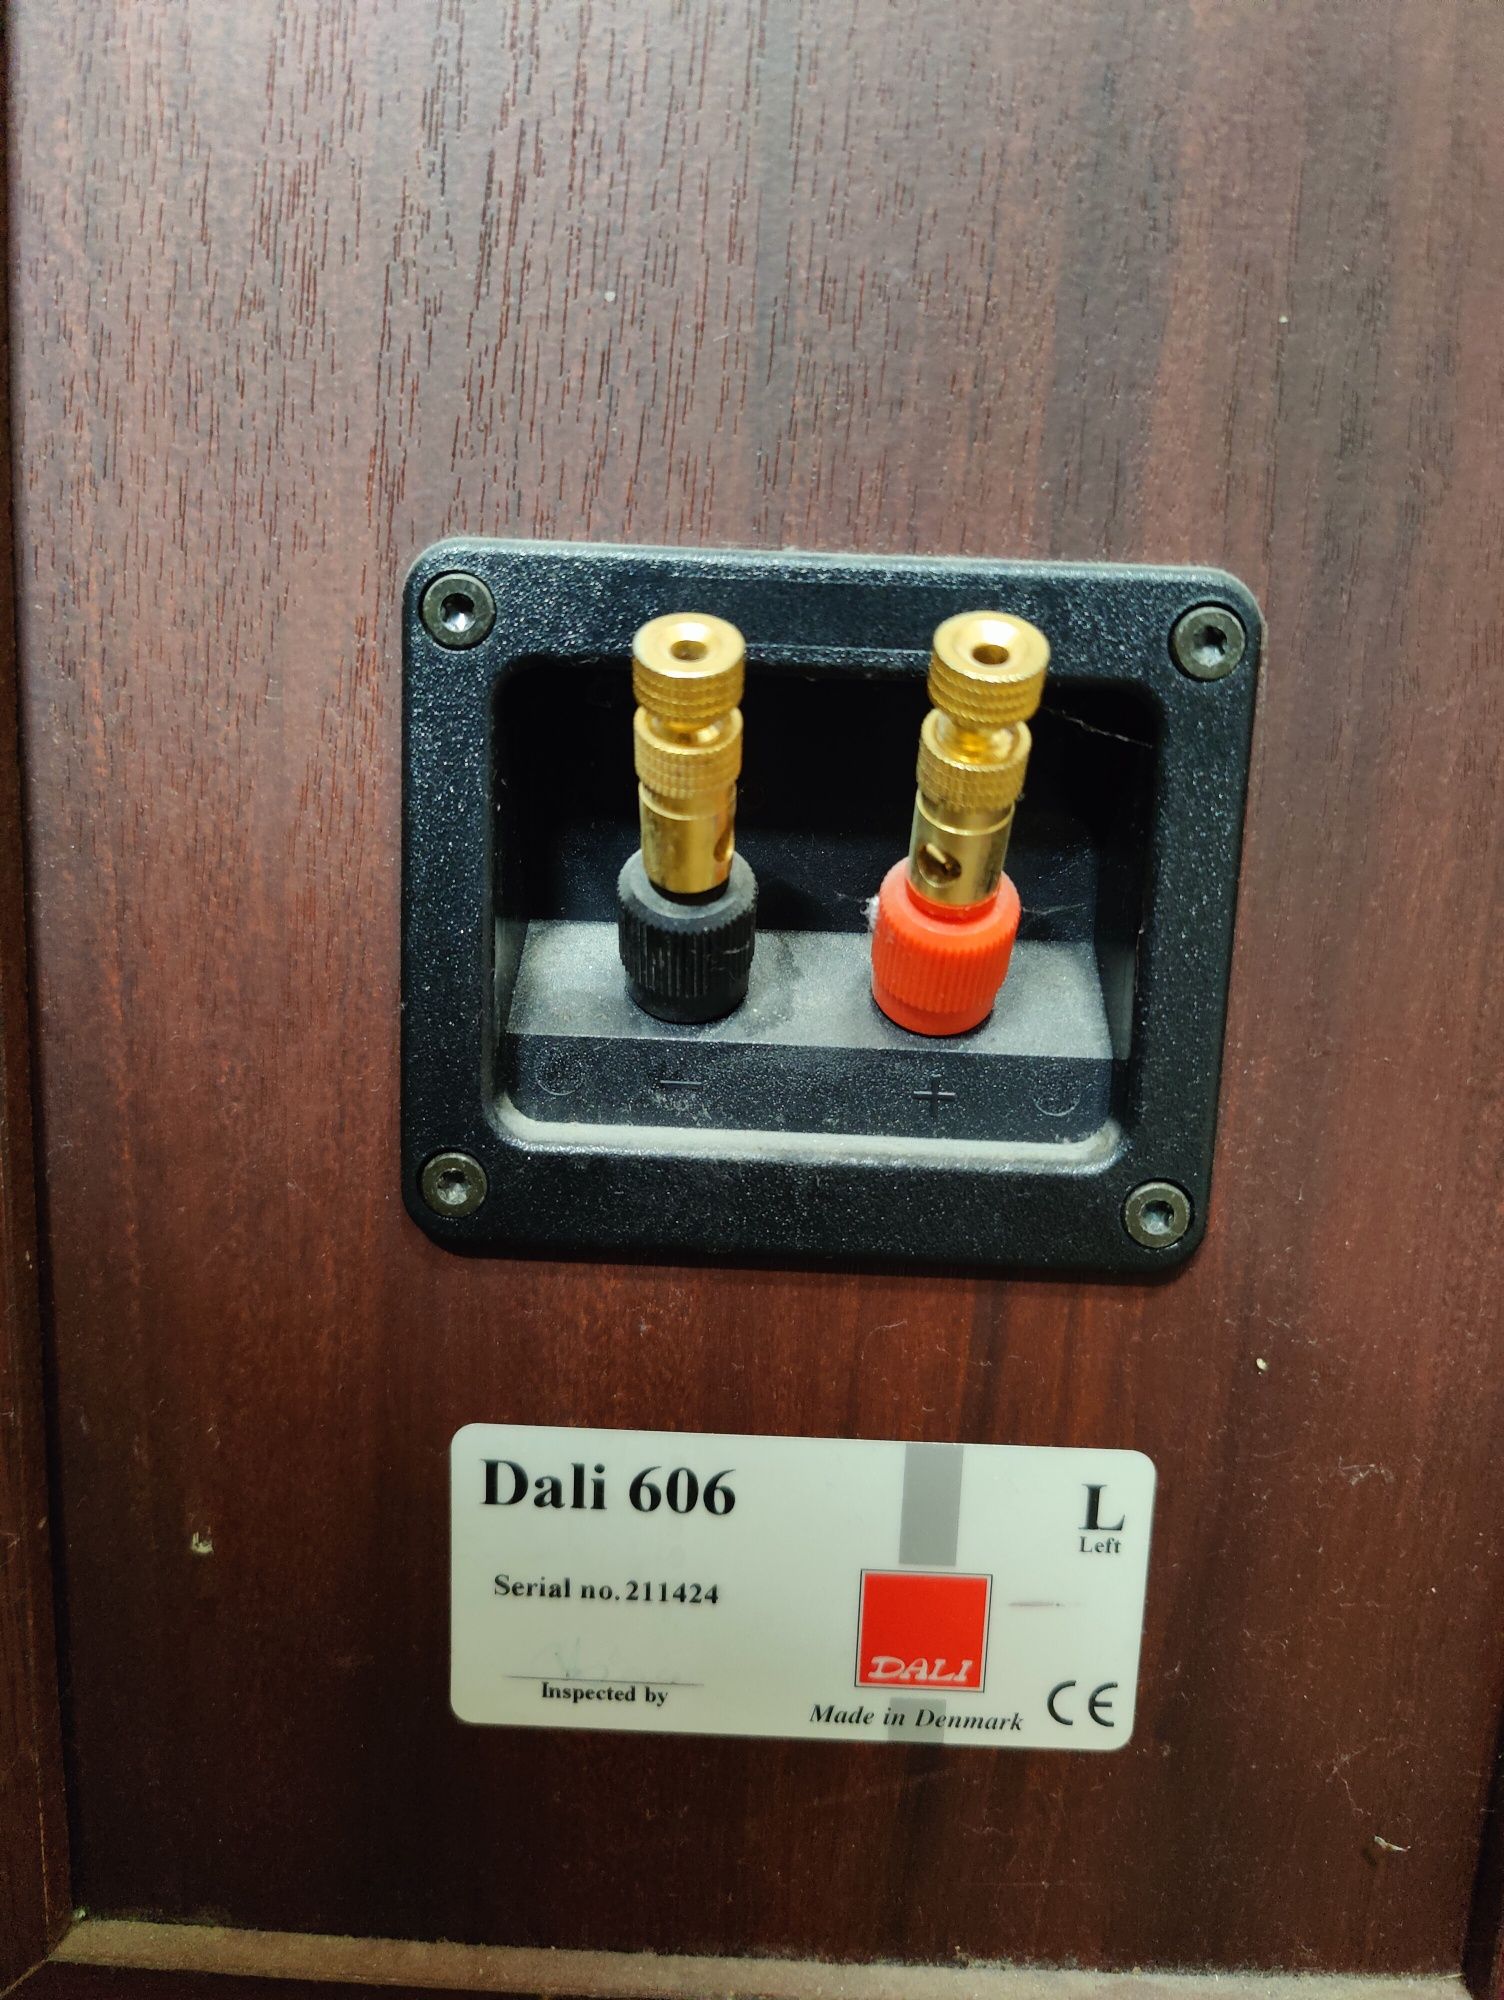 − +
Dali 606
L
Left
Serial no. 211424
DALI
Inspected by
Made in Denmark
CE